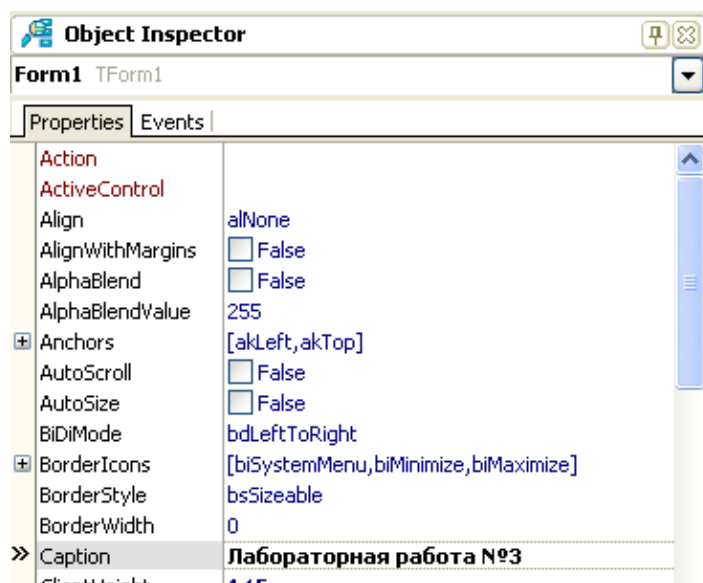 Object Inspector
Form1 TForm1
Properties Events
Action
ActiveControl
Align alNone
AlignWithMargins False
AlphaBlend False
AlphaBlendValue 255
Anchors [akLeft,akTop]
AutoScroll False
AutoSize False
BiDiMode bdLeftToRight
BorderIcons [biSystemMenu,biMinimize,biMaximize]
BorderStyle bsSizeable
BorderWidth 0
Caption Лабораторная работа №3